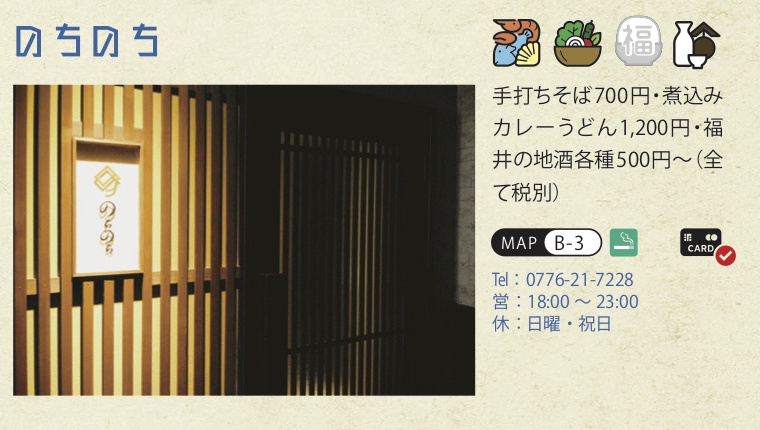 のちのち
福
手打ちそば700円・煮込み
カレーうどん1,200円・福
井の地酒各種500円〜（全
て税別）
MAP B-3
CARD
Tel：0776-21-7228
営：18:00 〜 23:00
休：日曜・祝日
のちのち